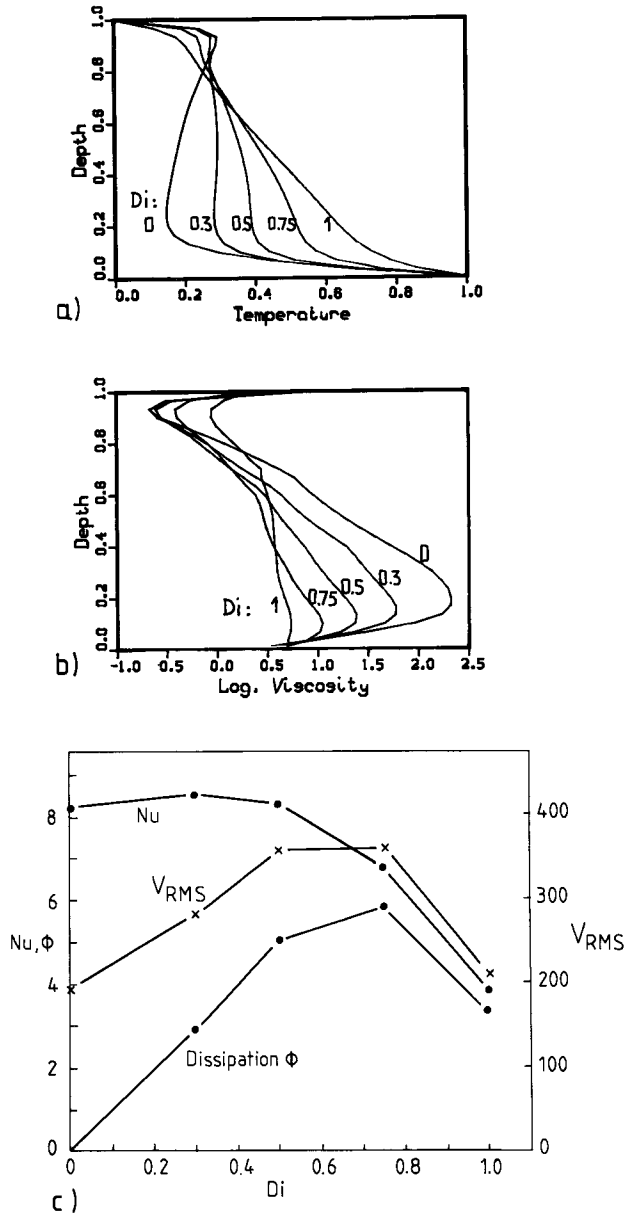 1.0
0.8
0.6
Depth
0.4
Di:
0 0.3 0.5 0.75 1
0.2
0.0
0.0 0.2 0.4 0.6 0.8 1.0
Temperature
a)
1.0
0.8
0.6
Depth
0.4
0
0.3
0.5
0.75
Di: 1
0.2
0.0
-1.0 0.5 0.0 0.5 1.0 1.5 2.0 2.5
Log. Viscosity
b)
8
Nu
400
VRMS
6
300
Nu,Φ
VRMS
4
200
Dissipation Φ
2
100
0
0
0 0.2 0.4 0.6 0.8 1.0
Di
c)